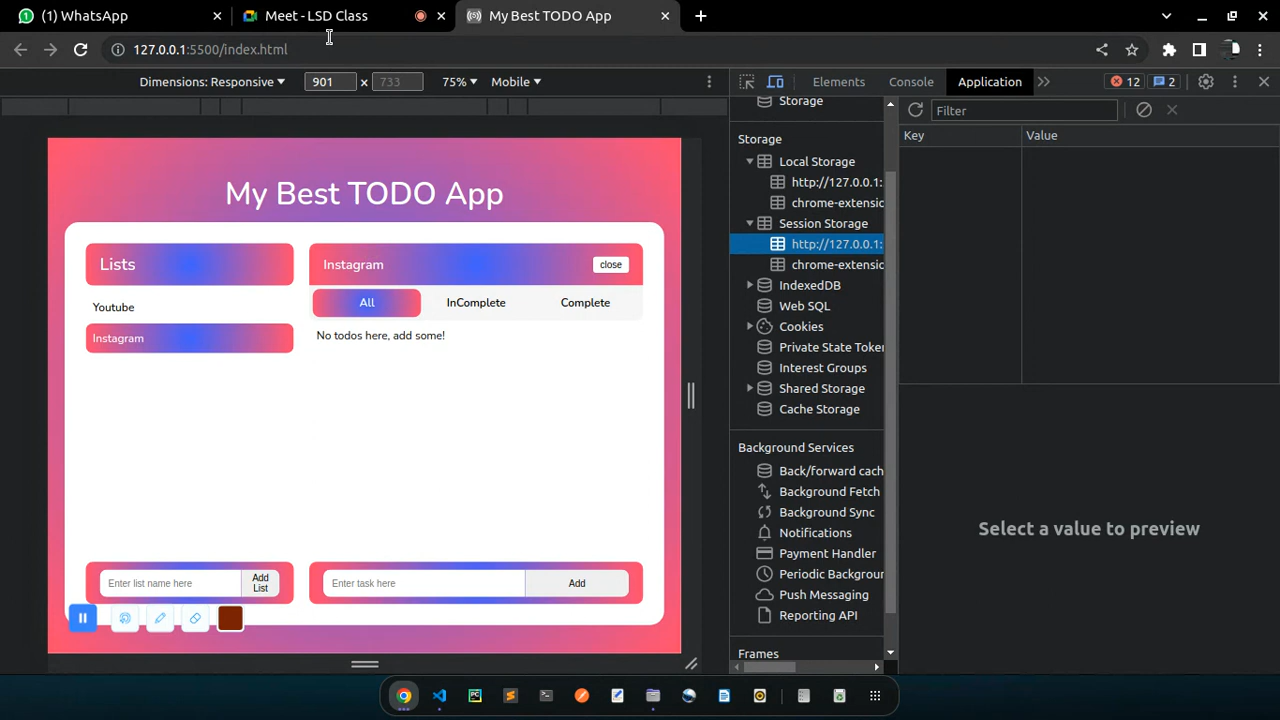 (1) WhatsApp
Meet - LSD Class
My Best TODO App
127.0.0.1:5500/index.html
Dimensions: Responsive
901 x 733
75%
Mobile
Elements
Console
Application
12
2
Storage
Filter
Key
Value
Storage
Local Storage
http://127.0.0.1:
chrome-extensio
Session Storage
http://127.0.0.1:
chrome-extensio
IndexedDB
Web SQL
Cookies
Private State Token
Interest Groups
Shared Storage
Cache Storage
Background Services
Back/forward cach
Background Fetch
Background Sync
Notifications
Payment Handler
Periodic Backgroun
Push Messaging
Reporting API
Frames
Select a value to preview
My Best TODO App
Lists
Youtube
Instagram
Instagram
close
All
InComplete
Complete
No todos here, add some!
Enter list name here
Add
List
Enter task here
Add
PC